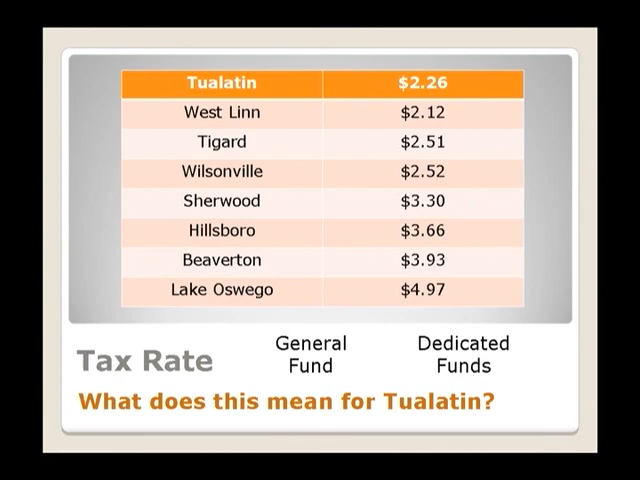 Tualatin $2.26
West Linn $2.12
Tigard $2.51
Wilsonville $2.52
Sherwood $3.30
Hillsboro $3.66
Beaverton $3.93
Lake Oswego $4.97
Tax Rate
General
Fund
Dedicated
Funds
What does this mean for Tualatin?